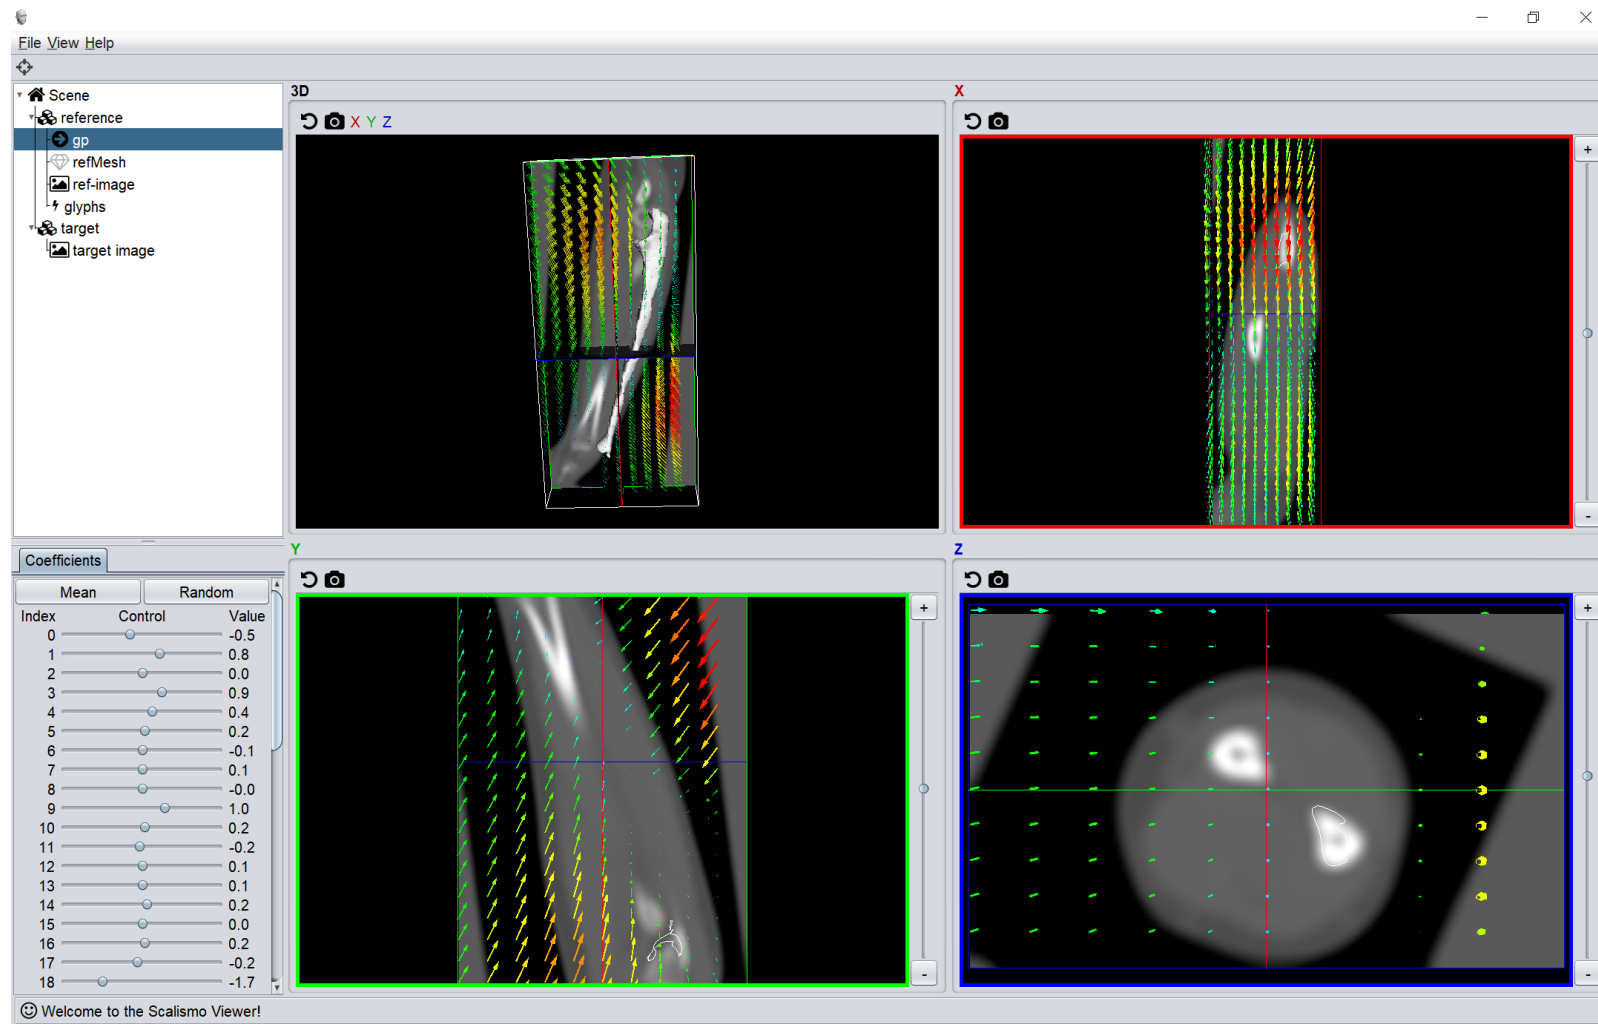 File View Help
Scene
reference
gp
refMesh
ref-image
glyphs
target
target image
3D
X Y Z
X
+
-
Coefficients
Mean Random
Index Control Value
0 -0.5
1 0.8
2 0.0
3 0.9
4 0.4
5 0.2
6 -0.1
7 0.1
8 -0.0
9 1.0
10 0.2
11 -0.2
12 0.1
13 0.1
14 0.2
15 0.0
16 0.2
17 -0.2
18 -1.7
Y
+
-
Z
+
-
Welcome to the Scalismo Viewer!